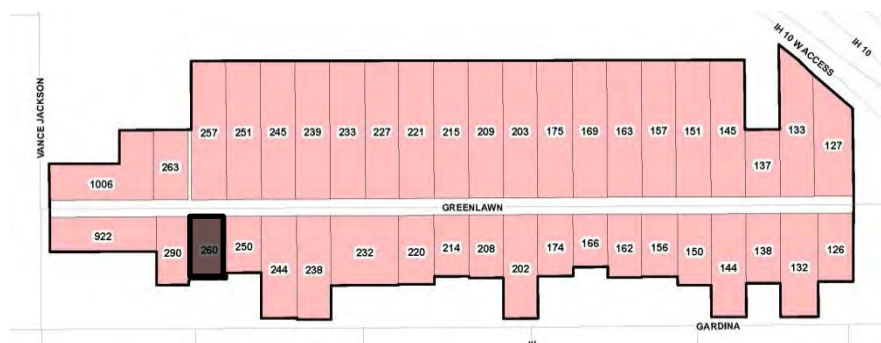 IH 10
IH 10 W ACCESS
VANCE JACKSON
257 251 245 239 233 227 221 215 209 203 175 169 163 157 151 145 133
127
263 137
1006
GREENLAWN
922 290 260 250 232 220 214 208 174 166 162 156 150 138 126
244 238 202 144 132
GARDINA